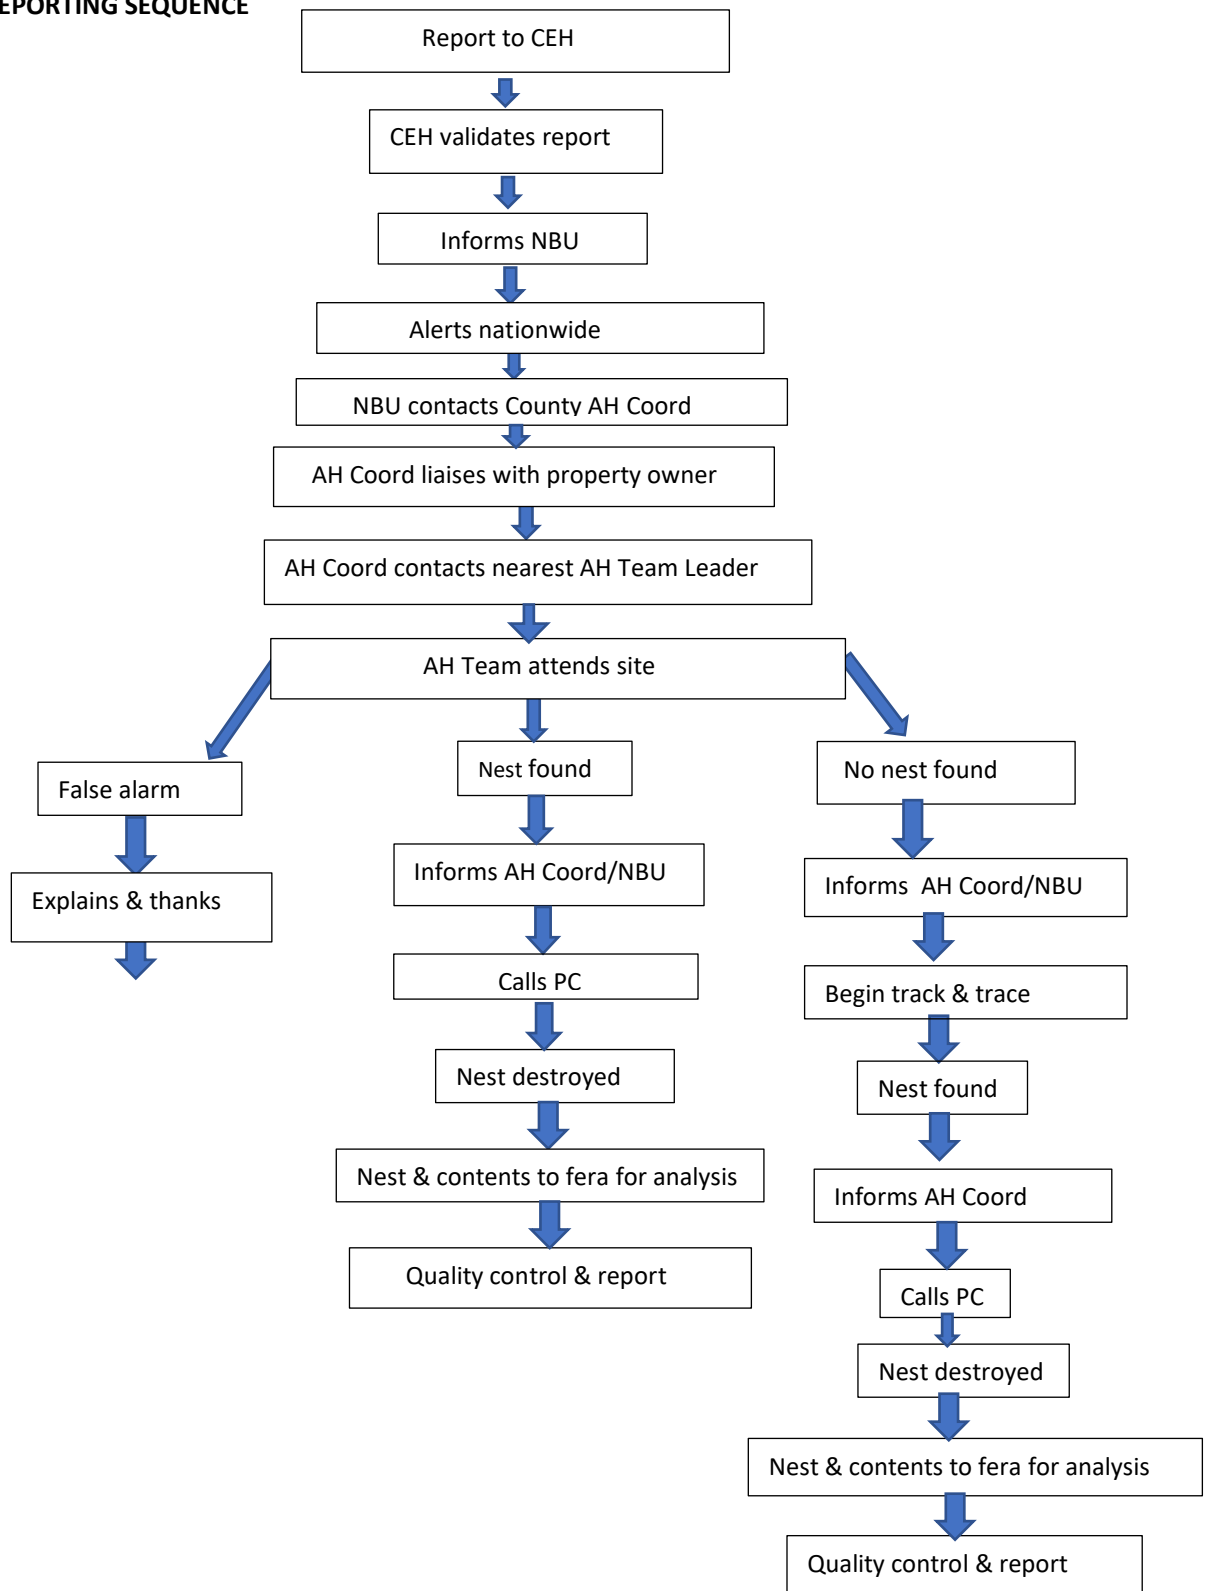 EPORTING SEQUENCE
Report to CEH
CEH validates report
Informs NBU
Alerts nationwide
NBU contacts County AH Coord
AH Coord liaises with property owner
AH Coord contacts nearest AH Team Leader
AH Team attends site
False alarm
Explains & thanks
Nest found
Informs AH Coord/NBU
Calls PC
Nest destroyed
Nest & contents to fera for analysis
Quality control & report
No nest found
Informs  AH Coord/NBU
Begin track & trace
Nest found
Informs AH Coord
Calls PC
Nest destroyed
Nest & contents to fera for analysis
Quality control & report